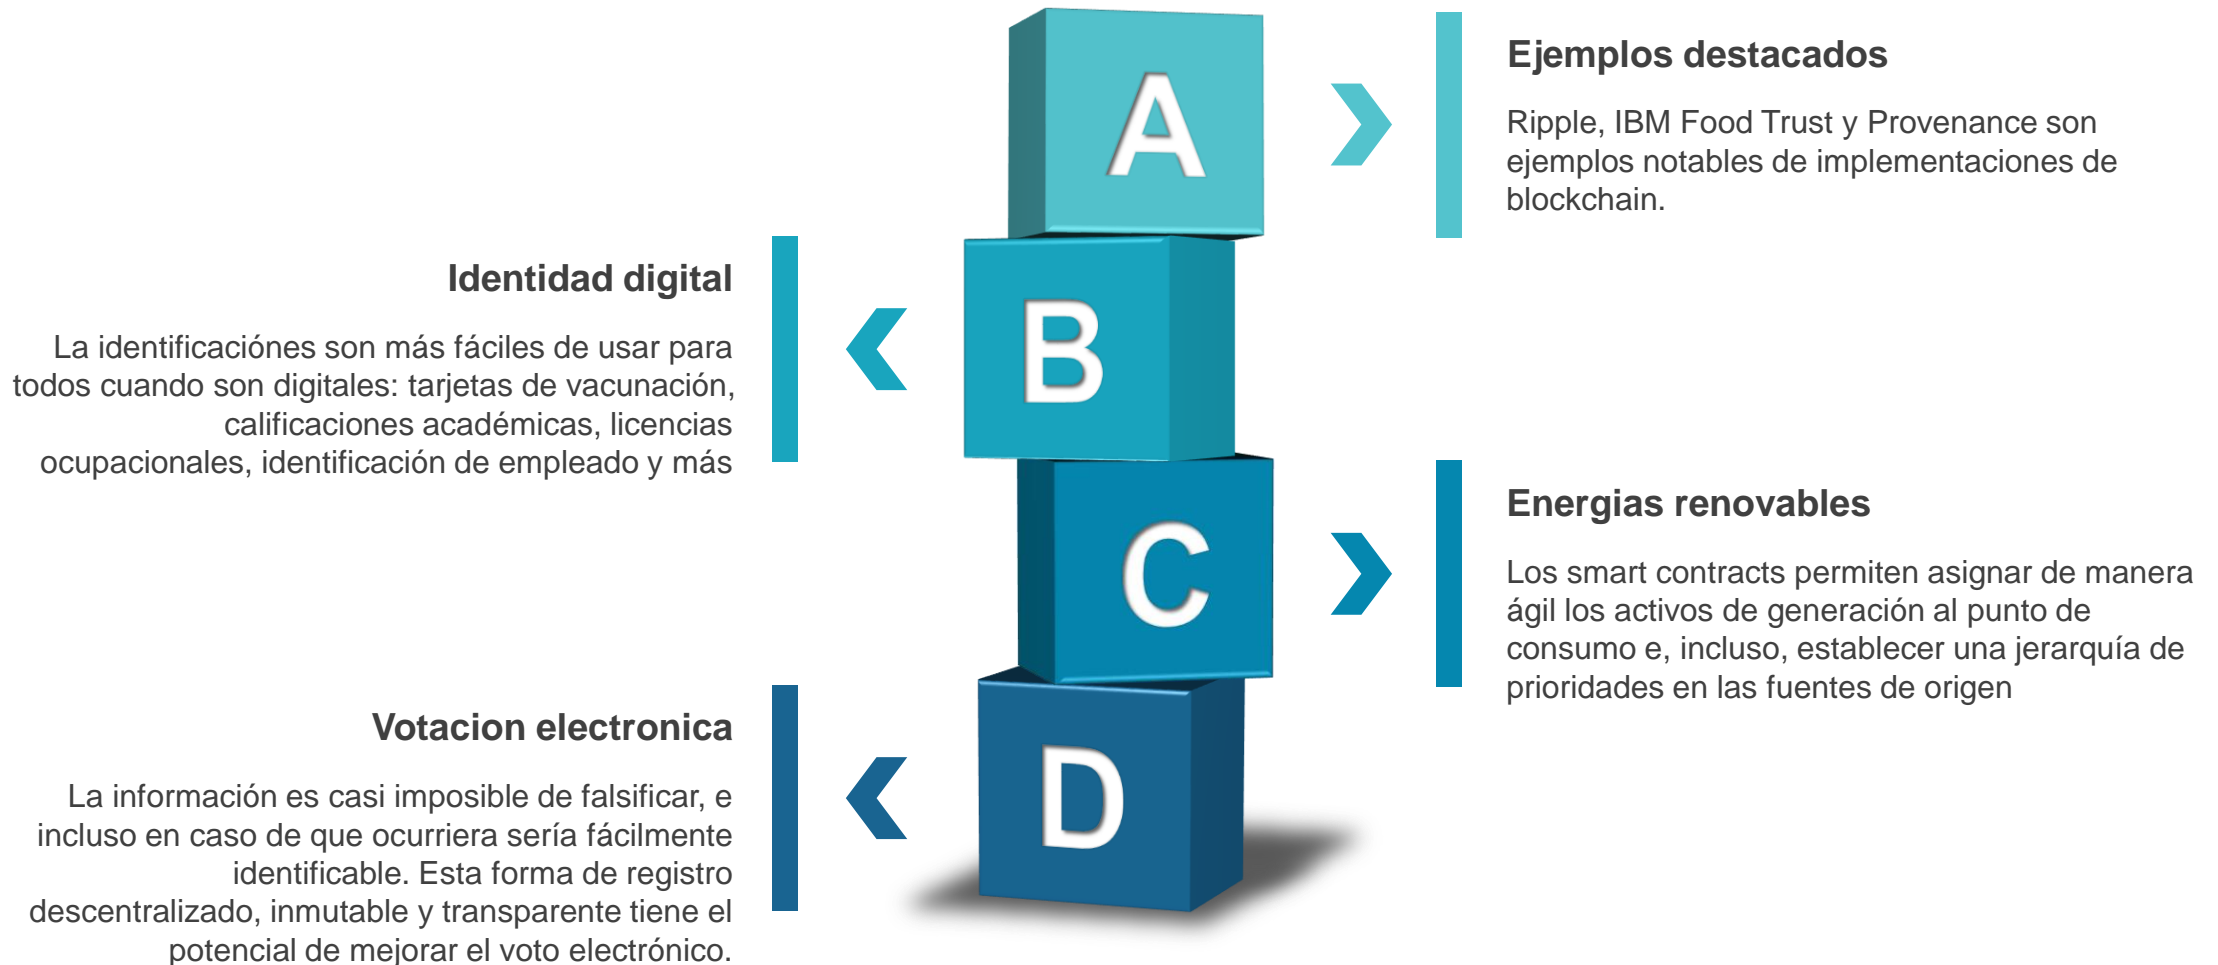 A
Ejemplos destacados
Ripple, IBM Food Trust y Provenance son
ejemplos notables de implementaciones de
blockchain.
B
Identidad digital
La identificaciónes son más fáciles de usar para
todos cuando son digitales: tarjetas de vacunación,
calificaciones académicas, licencias
ocupacionales, identificación de empleado y más
C
Energias renovables
Los smart contracts permiten asignar de manera
ágil los activos de generación al punto de
consumo e, incluso, establecer una jerarquía de
prioridades en las fuentes de origen
D
Votacion electronica
La información es casi imposible de falsificar, e
incluso en caso de que ocurriera sería fácilmente
identificable. Esta forma de registro
descentralizado, inmutable y transparente tiene el
potencial de mejorar el voto electrónico.